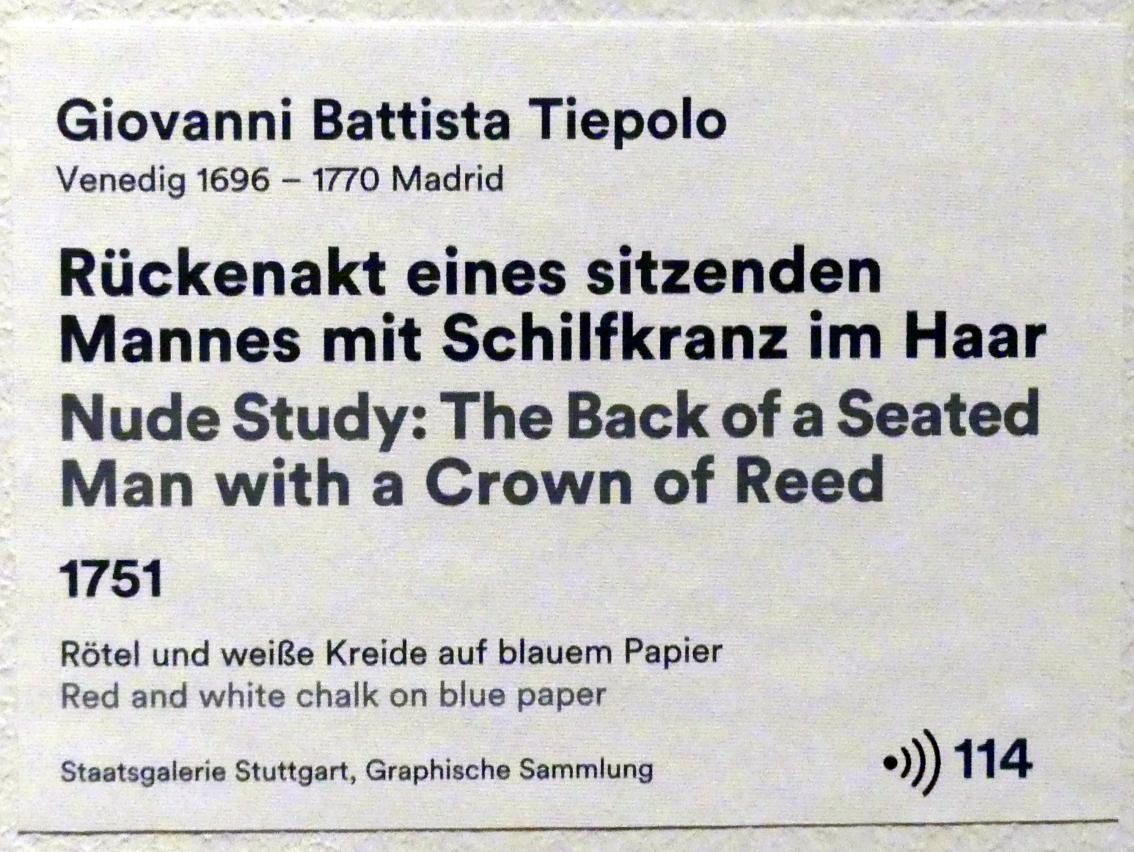 Giovanni Battista Tiepolo
Venedig 1696 – 1770 Madrid
Rückenakt eines sitzenden
Mannes mit Schilfkranz im Haar
Nude Study: The Back of a Seated
Man with a Crown of Reed
1751
Rötel und weiße Kreide auf blauem Papier
Red and white chalk on blue paper
Staatsgalerie Stuttgart, Graphische Sammlung
114